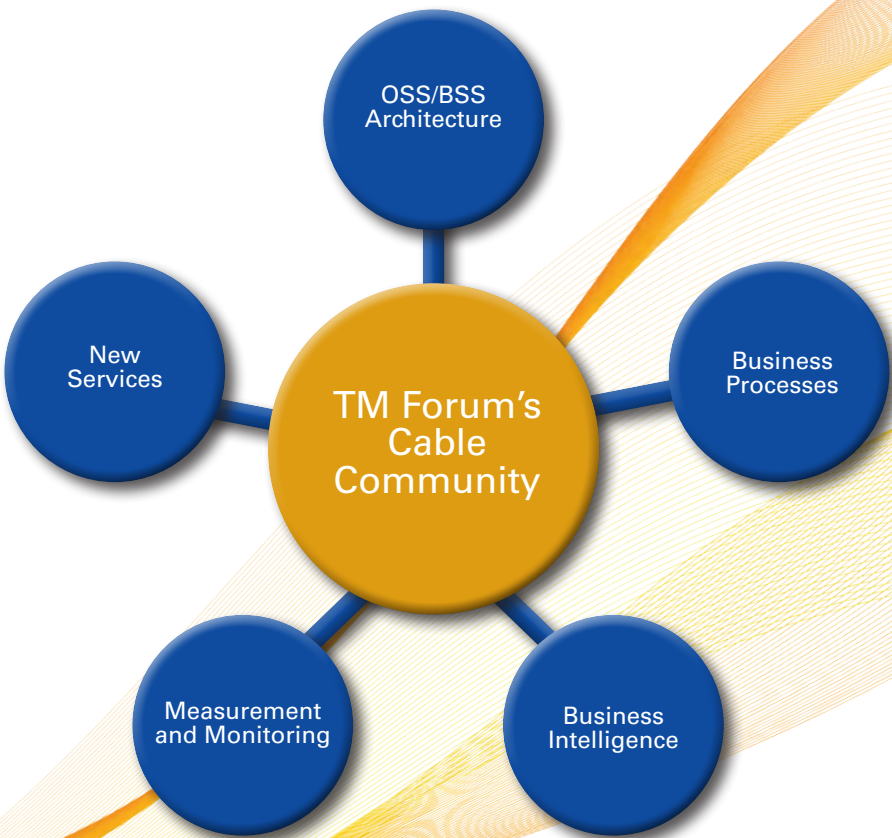 OSS/BSS
Architecture
New
Services
Business
Processes
TM Forum’s
Cable
Community
Measurement
and Monitoring
Business
Intelligence